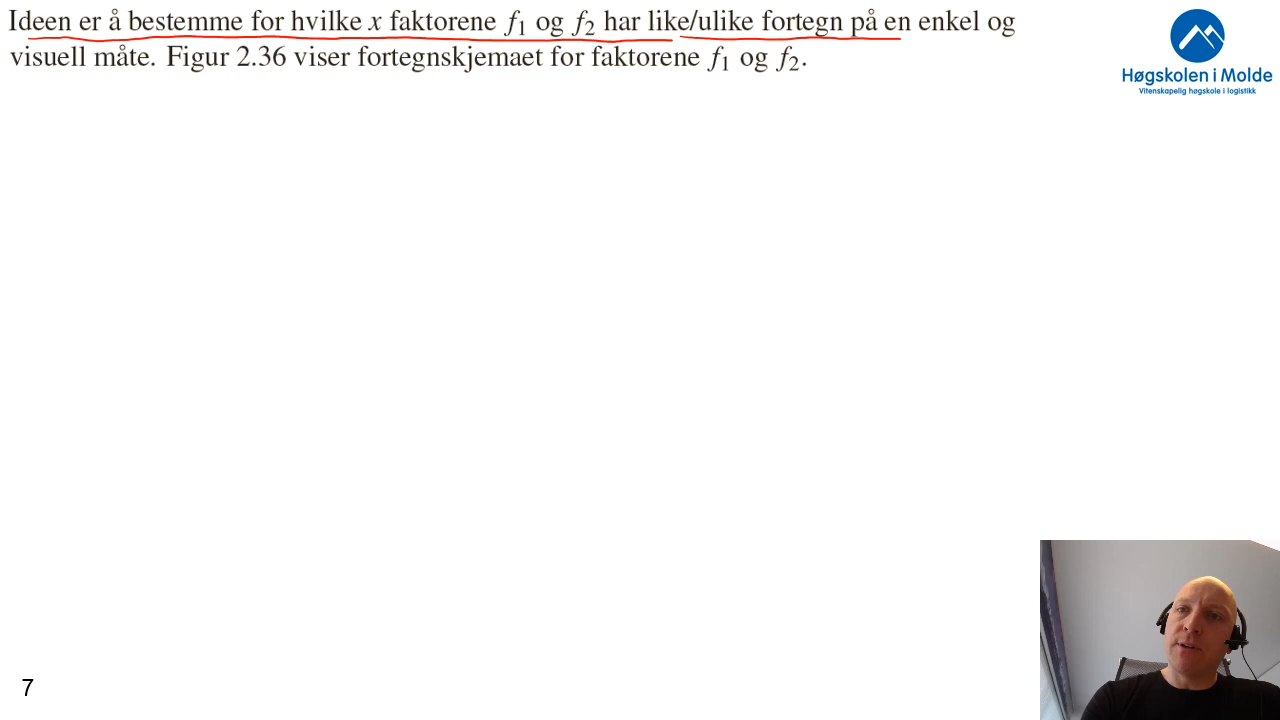 Ideen er å bestemme for hvilke x faktorene f₁ og f₂ har like/ulike fortegn på en enkel og
visuell måte. Figur 2.36 viser fortegnskjemaet for faktorene f₁ og f₂.
Høgskolen i Molde
Vitenskapelig høgskole i logistikk
7